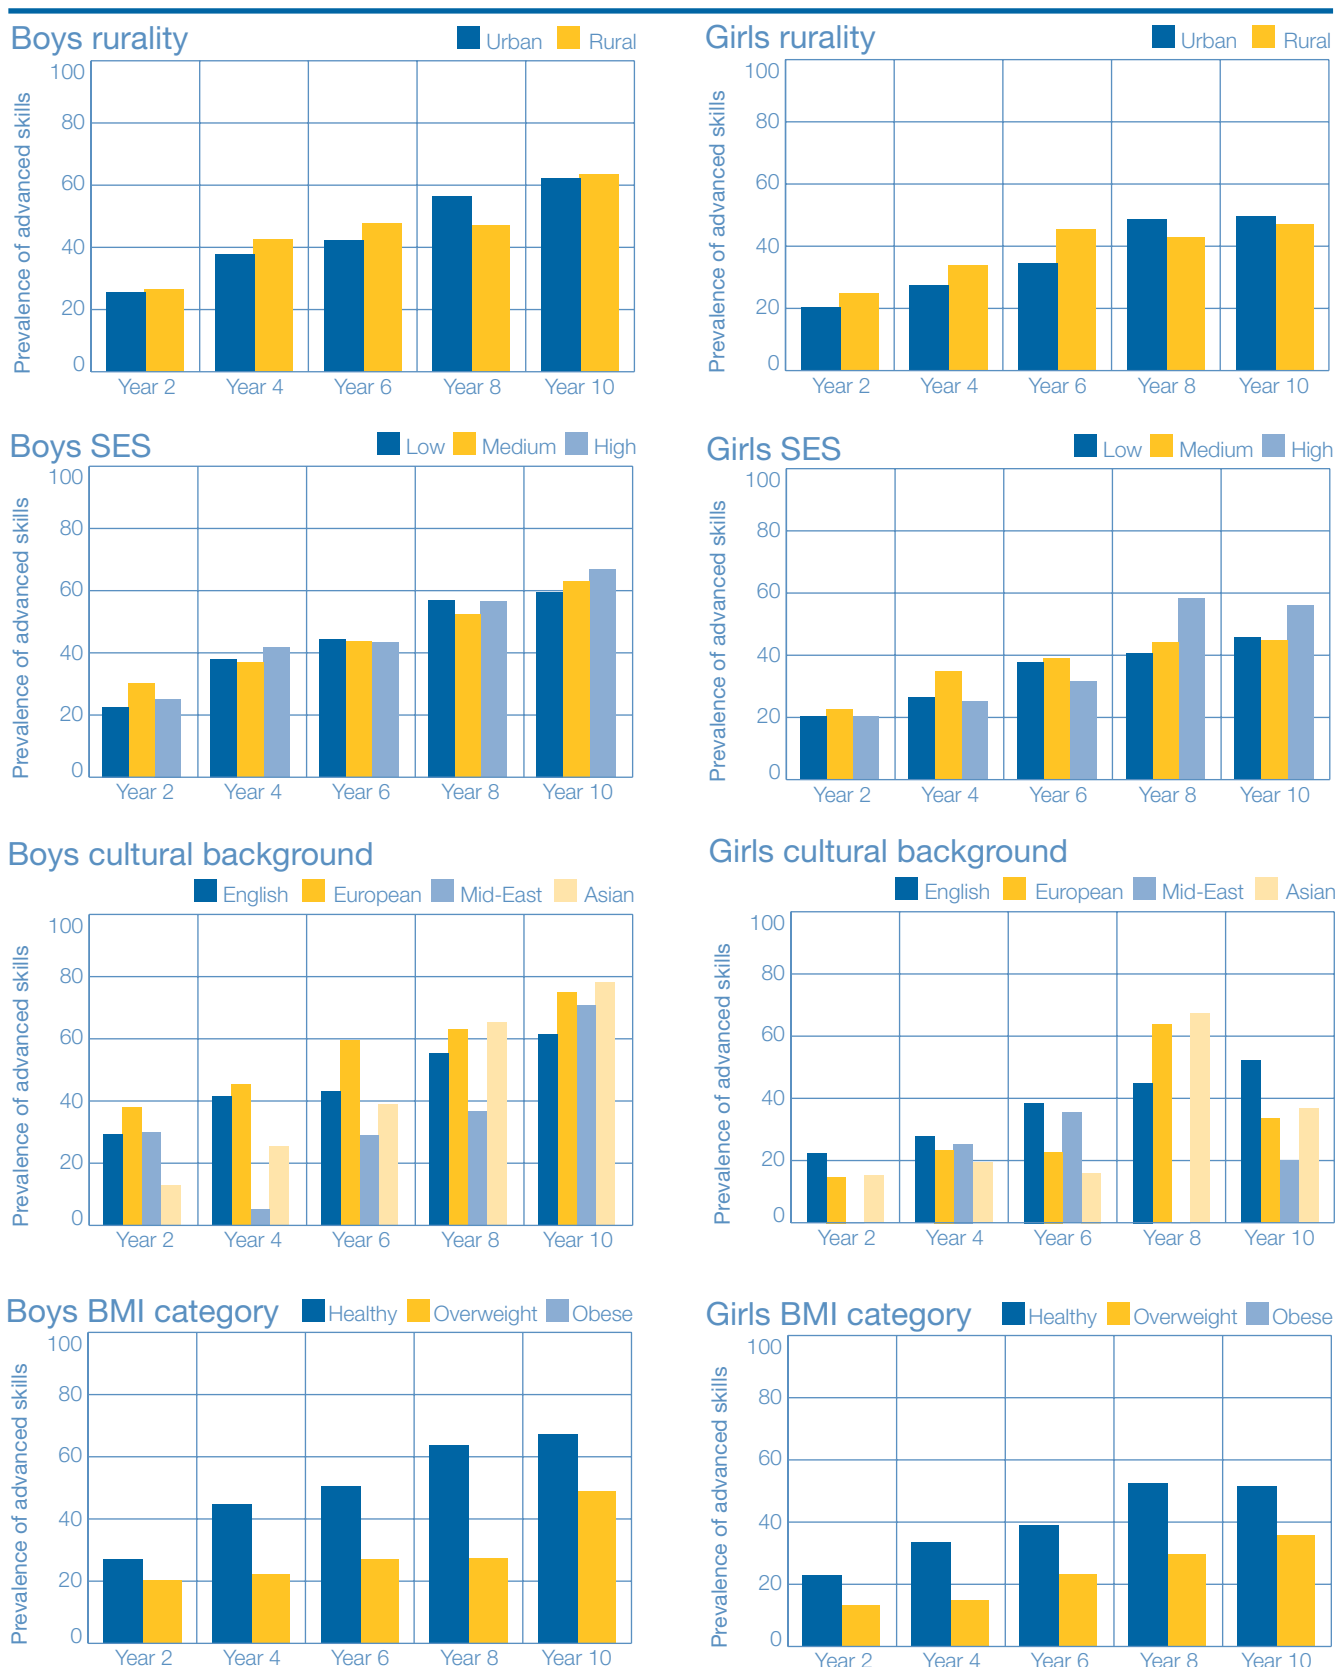 Boys rurality
Urban Rural
Prevalence of advanced skills
100
80
60
40
20
0
Year 2 Year 4 Year 6 Year 8 Year 10
Girls rurality
Urban Rural
Prevalence of advanced skills
100
80
60
40
20
0
Year 2 Year 4 Year 6 Year 8 Year 10
Boys SES
Low Medium High
Prevalence of advanced skills
100
80
60
40
20
0
Year 2 Year 4 Year 6 Year 8 Year 10
Girls SES
Low Medium High
Prevalence of advanced skills
100
80
60
40
20
0
Year 2 Year 4 Year 6 Year 8 Year 10
Boys cultural background
English European Mid-East Asian
Prevalence of advanced skills
100
80
60
40
20
0
Year 2 Year 4 Year 6 Year 8 Year 10
Girls cultural background
English European Mid-East Asian
Prevalence of advanced skills
100
80
60
40
20
0
Year 2 Year 4 Year 6 Year 8 Year 10
Boys BMI category
Healthy Overweight Obese
Prevalence of advanced skills
100
80
60
40
20
0
Year 2 Year 4 Year 6 Year 8 Year 10
Girls BMI category
Healthy Overweight Obese
Prevalence of advanced skills
100
80
60
40
20
0
Year 2 Year 4 Year 6 Year 8 Year 10